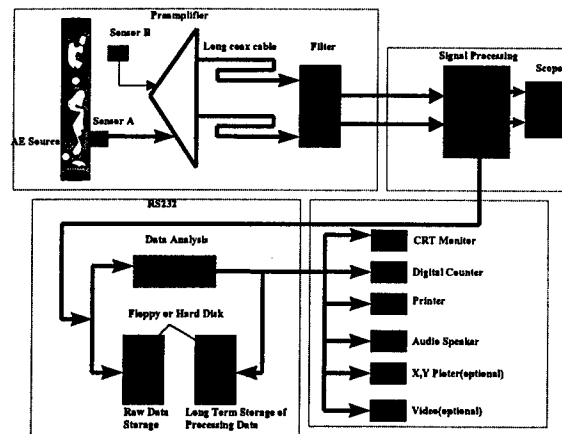 Preamplifier
Sensor B
Long coax cable
Filter
Signal Processing
Scope
Sensor A
AE Source
RS232
Data Analysis
Floppy or Hard Disk
Raw Data
Storage
Long Term Storage of
Processing Data
CRT Monitor
Digital Counter
Printer
Audio Speakar
X,Y Ploter(optional)
Video(optional)